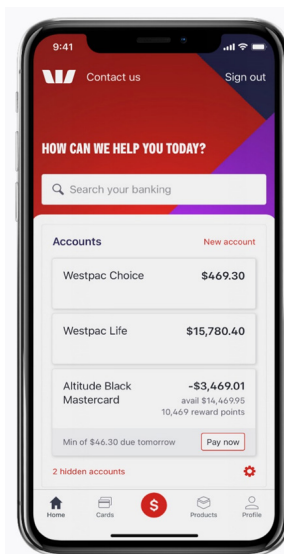 9:41
Contact us
Sign out
HOW CAN WE HELP YOU TODAY?
Search your banking
Accounts
New account
Westpac Choice
$469.30
Westpac Life
$15,780.40
Altitude Black
Mastercard
-$3,469.01
avail $14,469.95
10,469 reward points
Min of $46.30 due tomorrow
Pay now
2 hidden accounts
Home
Cards
$
Products
Profile